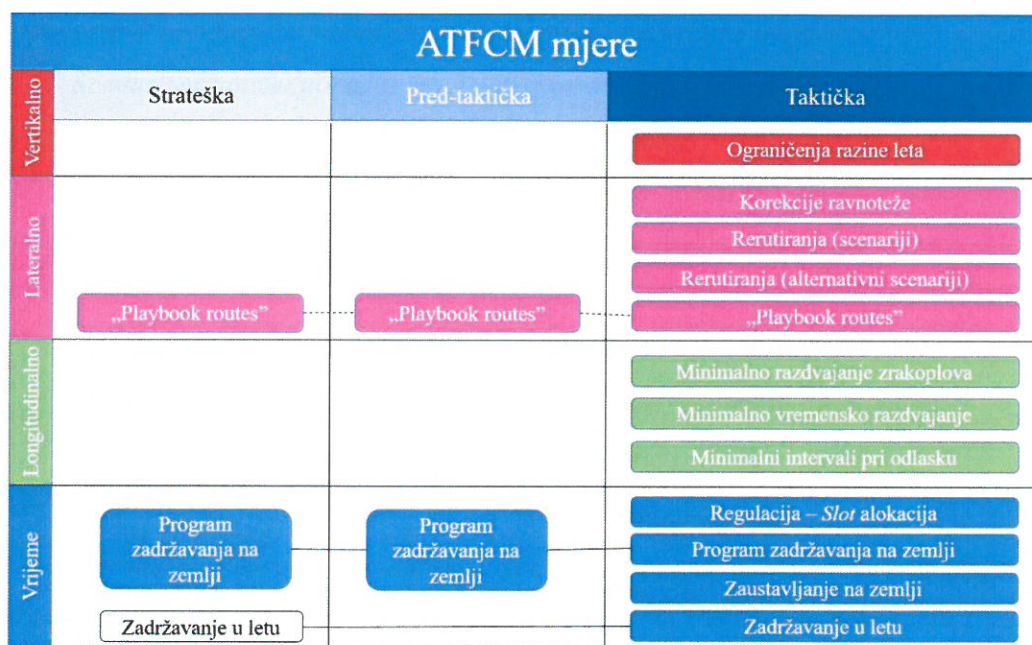 ATFCM mjere
Strateška
Pred-taktička
Taktička
Vertikalno
Ograničenja razine leta
Lateralno
Korekcije ravnoteže
Rerutiranja (scenariji)
Rerutiranja (alternativni scenariji)
„Playbook routes”
„Playbook routes”
„Playbook routes”
Longitudinalno
Minimalno razdvajanje zrakoplova
Minimalno vremensko razdvajanje
Minimalni intervali pri odlasku
Vrijeme
Program
zadržavanja na
zemlji
Program
zadržavanja na
zemlji
Regulacija – Slot alokacija
Program zadržavanja na zemlji
Zaustavljanje na zemlji
Zadržavanje u letu
Zadržavanje u letu